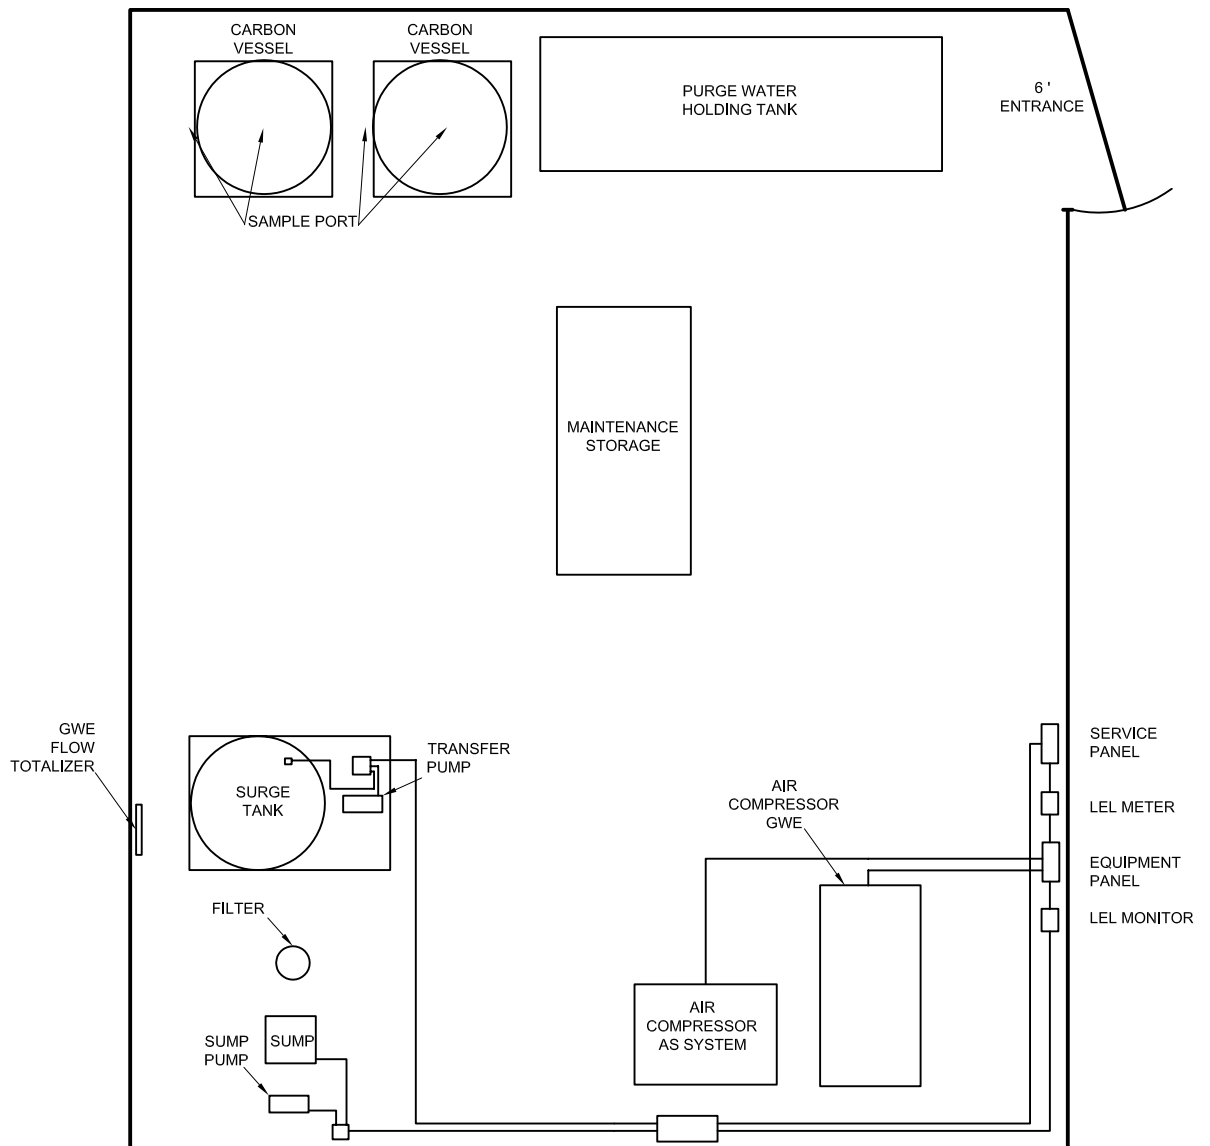 CARBON
VESSEL
CARBON
VESSEL
PURGE WATER
HOLDING TANK
6 '
ENTRANCE
SAMPLE PORT
MAINTENANCE
STORAGE
GWE
FLOW
TOTALIZER
SURGE
TANK
TRANSFER
PUMP
AIR
COMPRESSOR
GWE
SERVICE
PANEL
LEL METER
EQUIPMENT
PANEL
LEL MONITOR
FILTER
SUMP
PUMP
SUMP
AIR
COMPRESSOR
AS SYSTEM